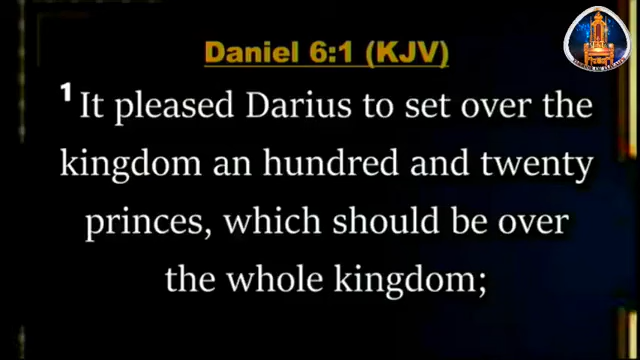 Daniel 6:1 (KJV)
1 It pleased Darius to set over the
kingdom an hundred and twenty
princes, which should be over
the whole kingdom;